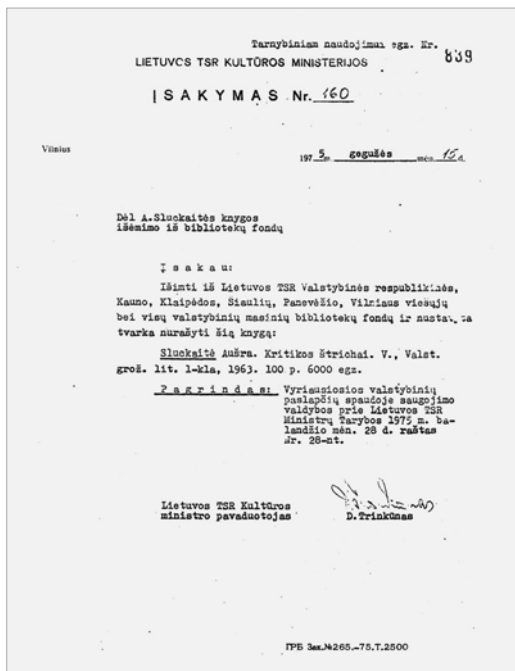 Tarnybiniam naudojimui egz. Nr. 839
LIETUVOS TSR KULTŪROS MINISTERIJOS
ĮSAKYMAS Nr. 160
Vilnius
1975 m. gegužės mėn. 15 d.
Dėl A.Sluckaitės knygos
išėmimo iš bibliotekų fondų
Įsakau:
Išimti iš Lietuvos TSR Valstybinės respublikinės,
Kauno, Klaipėdos, Šiaulių, Panevėžio, Vilniaus viešųjų
bei visų valstybinių masinių bibliotekų fondų ir nustatyta
tvarka nurašyti šią knygą:
Sluckaitė Aušra. Kritikos štrichai. V., Valst.
grož. lit. l-kla, 1963. 100 p. 6000 egz.
Pagrindas: Vyriausiosios valstybinių
paslapčių spaudoje saugojimo
valdybos prie Lietuvos TSR
Ministrų Tarybos 1975 m. ba-
landžio mėn. 28 d. raštas
Nr. 28-nt.
Lietuvos TSR Kultūros
ministro pavaduotojas D.Trinkūnas
ГРБ Зак.№265.-75.Т.2500